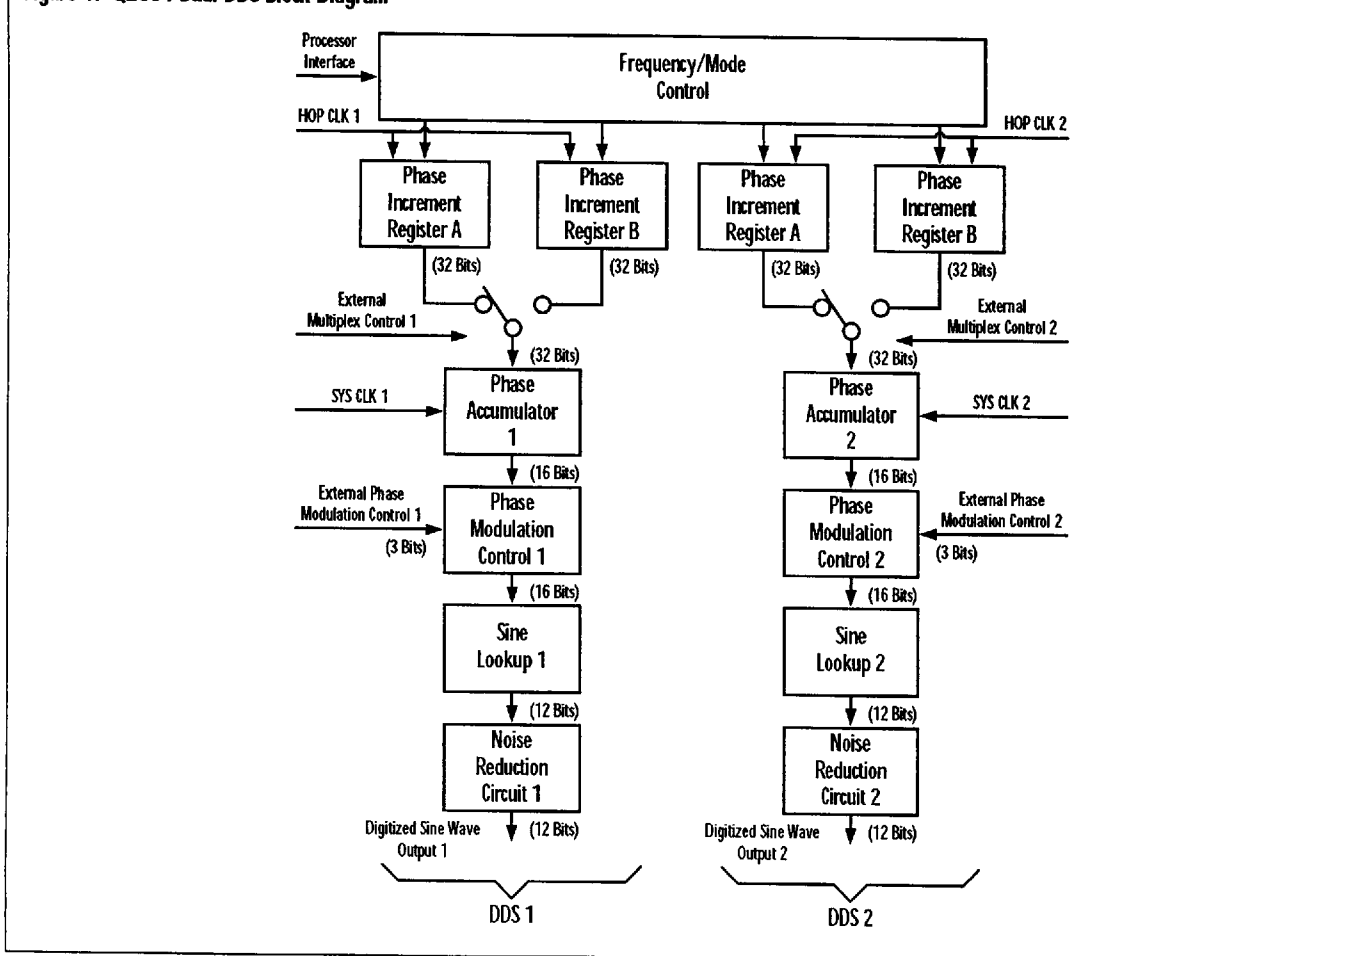 Dual DDS Block Diagram
Processor
Interface
Frequency/Mode
Control
HOP CLK 1
HOP CLK 2
Phase
Increment
Register A
Phase
Increment
Register B
Phase
Increment
Register A
Phase
Increment
Register B
(32 Bits)
(32 Bits)
(32 Bits)
(32 Bits)
External
Multiplex Control 1
External
Multiplex Control 2
(32 Bits)
(32 Bits)
SYS CLK 1
Phase
Accumulator
1
Phase
Accumulator
2
SYS CLK 2
(16 Bits)
(16 Bits)
External Phase
Modulation Control 1
(3 Bits)
Phase
Modulation
Control 1
Phase
Modulation
Control 2
External Phase
Modulation Control 2
(3 Bits)
(16 Bits)
(16 Bits)
Sine
Lookup 1
Sine
Lookup 2
(12 Bits)
(12 Bits)
Noise
Reduction
Circuit 1
Noise
Reduction
Circuit 2
Digitized Sine Wave
Output 1
(12 Bits)
Digitized Sine Wave
Output 2
(12 Bits)
DDS 1
DDS 2